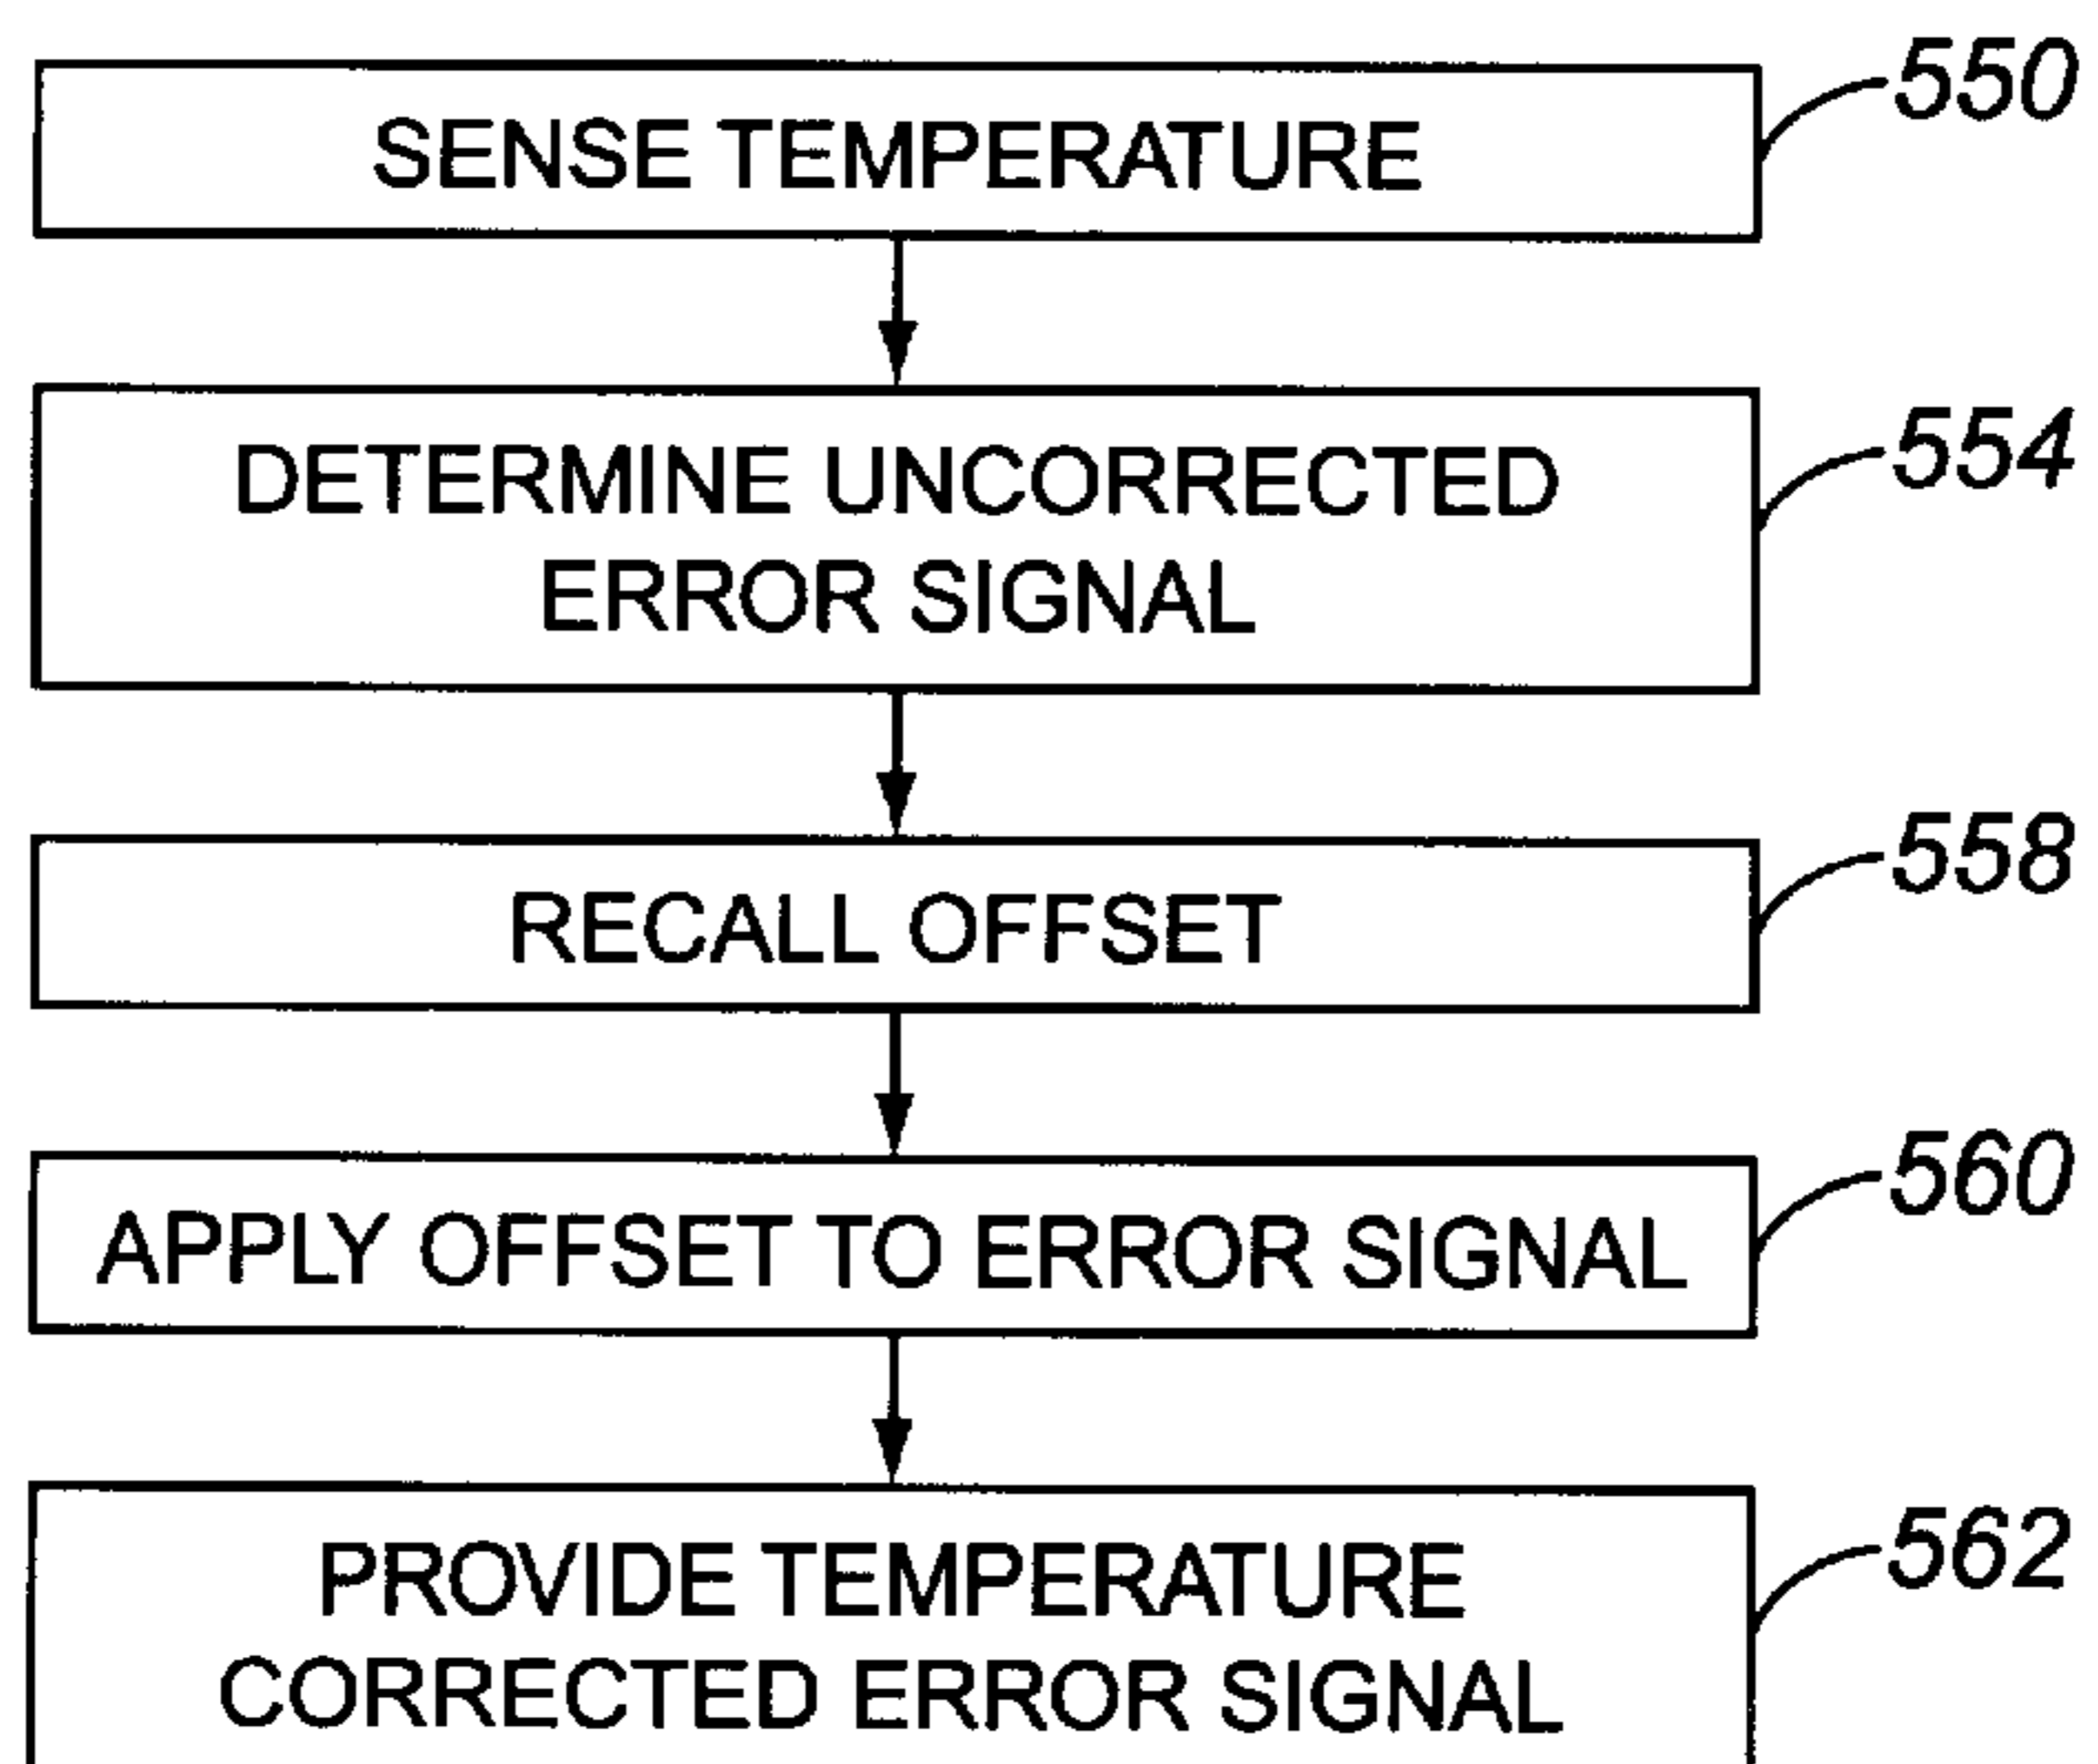 SENSE TEMPERATURE
550
DETERMINE UNCORRECTED
ERROR SIGNAL
554
RECALL OFFSET
558
APPLY OFFSET TO ERROR SIGNAL
560
PROVIDE TEMPERATURE
CORRECTED ERROR SIGNAL
562